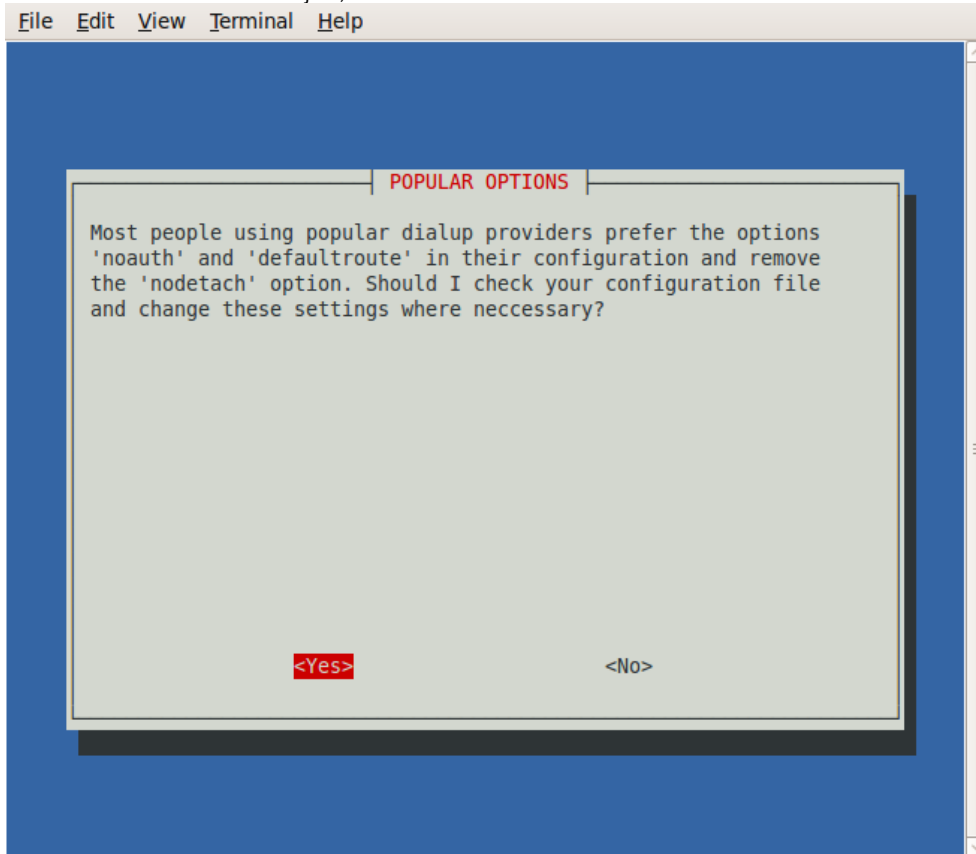 File Edit View Terminal Help
POPULAR OPTIONS
Most people using popular dialup providers prefer the options
'noauth' and 'defaultroute' in their configuration and remove
the 'nodetach' option. Should I check your configuration file
and change these settings where neccessary?
<Yes> <No>